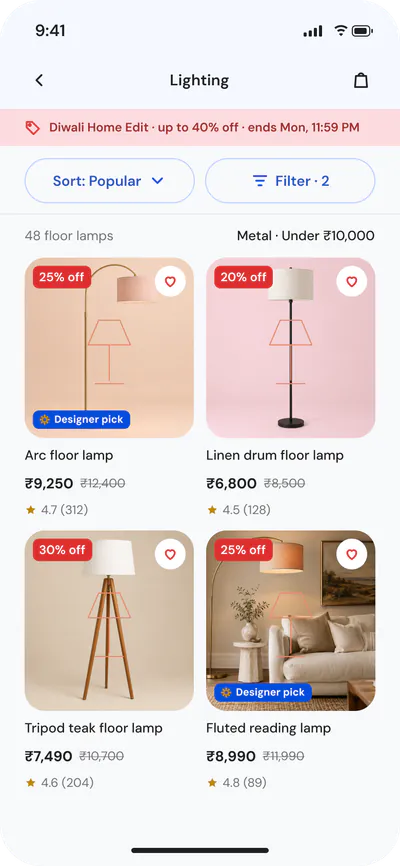 9:41
Lighting
Diwali Home Edit · up to 40% off · ends Mon, 11:59 PM
Sort: Popular
Filter · 2
48 floor lamps
Metal · Under ₹10,000
25% off
20% off
Designer pick
Arc floor lamp
Linen drum floor lamp
₹9,250 ₹12,400
₹6,800 ₹8,500
4.7 (312)
4.5 (128)
30% off
25% off
Designer pick
Tripod teak floor lamp
Fluted reading lamp
₹7,490 ₹10,700
₹8,990 ₹11,990
4.6 (204)
4.8 (89)